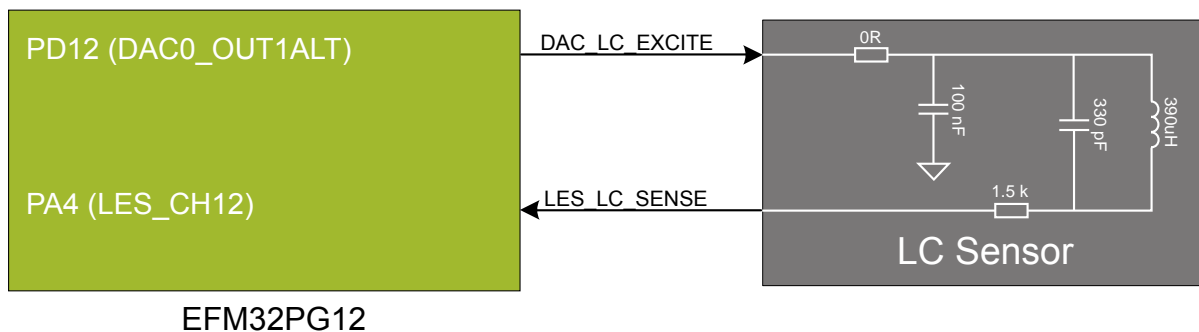 PD12 (DAC0_OUT1ALT)
DAC_LC_EXCITE
0R
100 nF
330 pF
390uH
PA4 (LES_CH12)
LES_LC_SENSE
1.5 k
LC Sensor
EFM32PG12